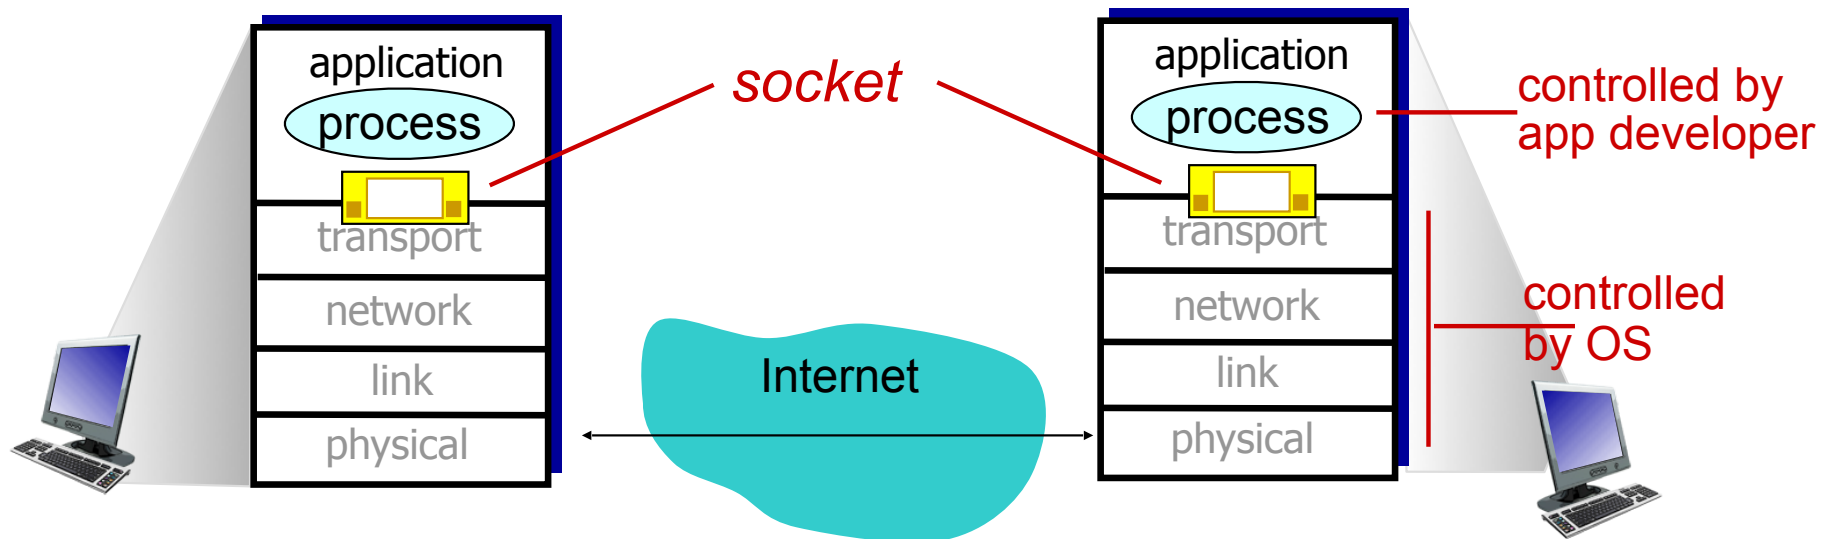 application
process
transport
network
link
physical
socket
Internet
application
process
transport
network
link
physical
controlled by
app developer
controlled
by OS